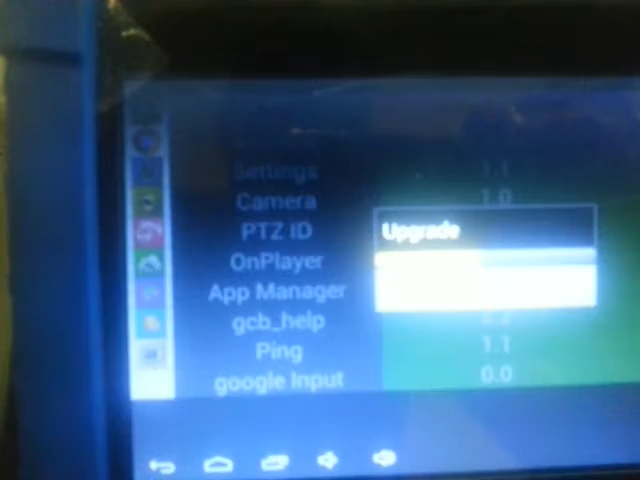 Settings 1.1
Camera 1.0
PTZ ID
Upgrade
OnPlayer
App Manager
gcb_help
Ping 1.1
google Input 0.0